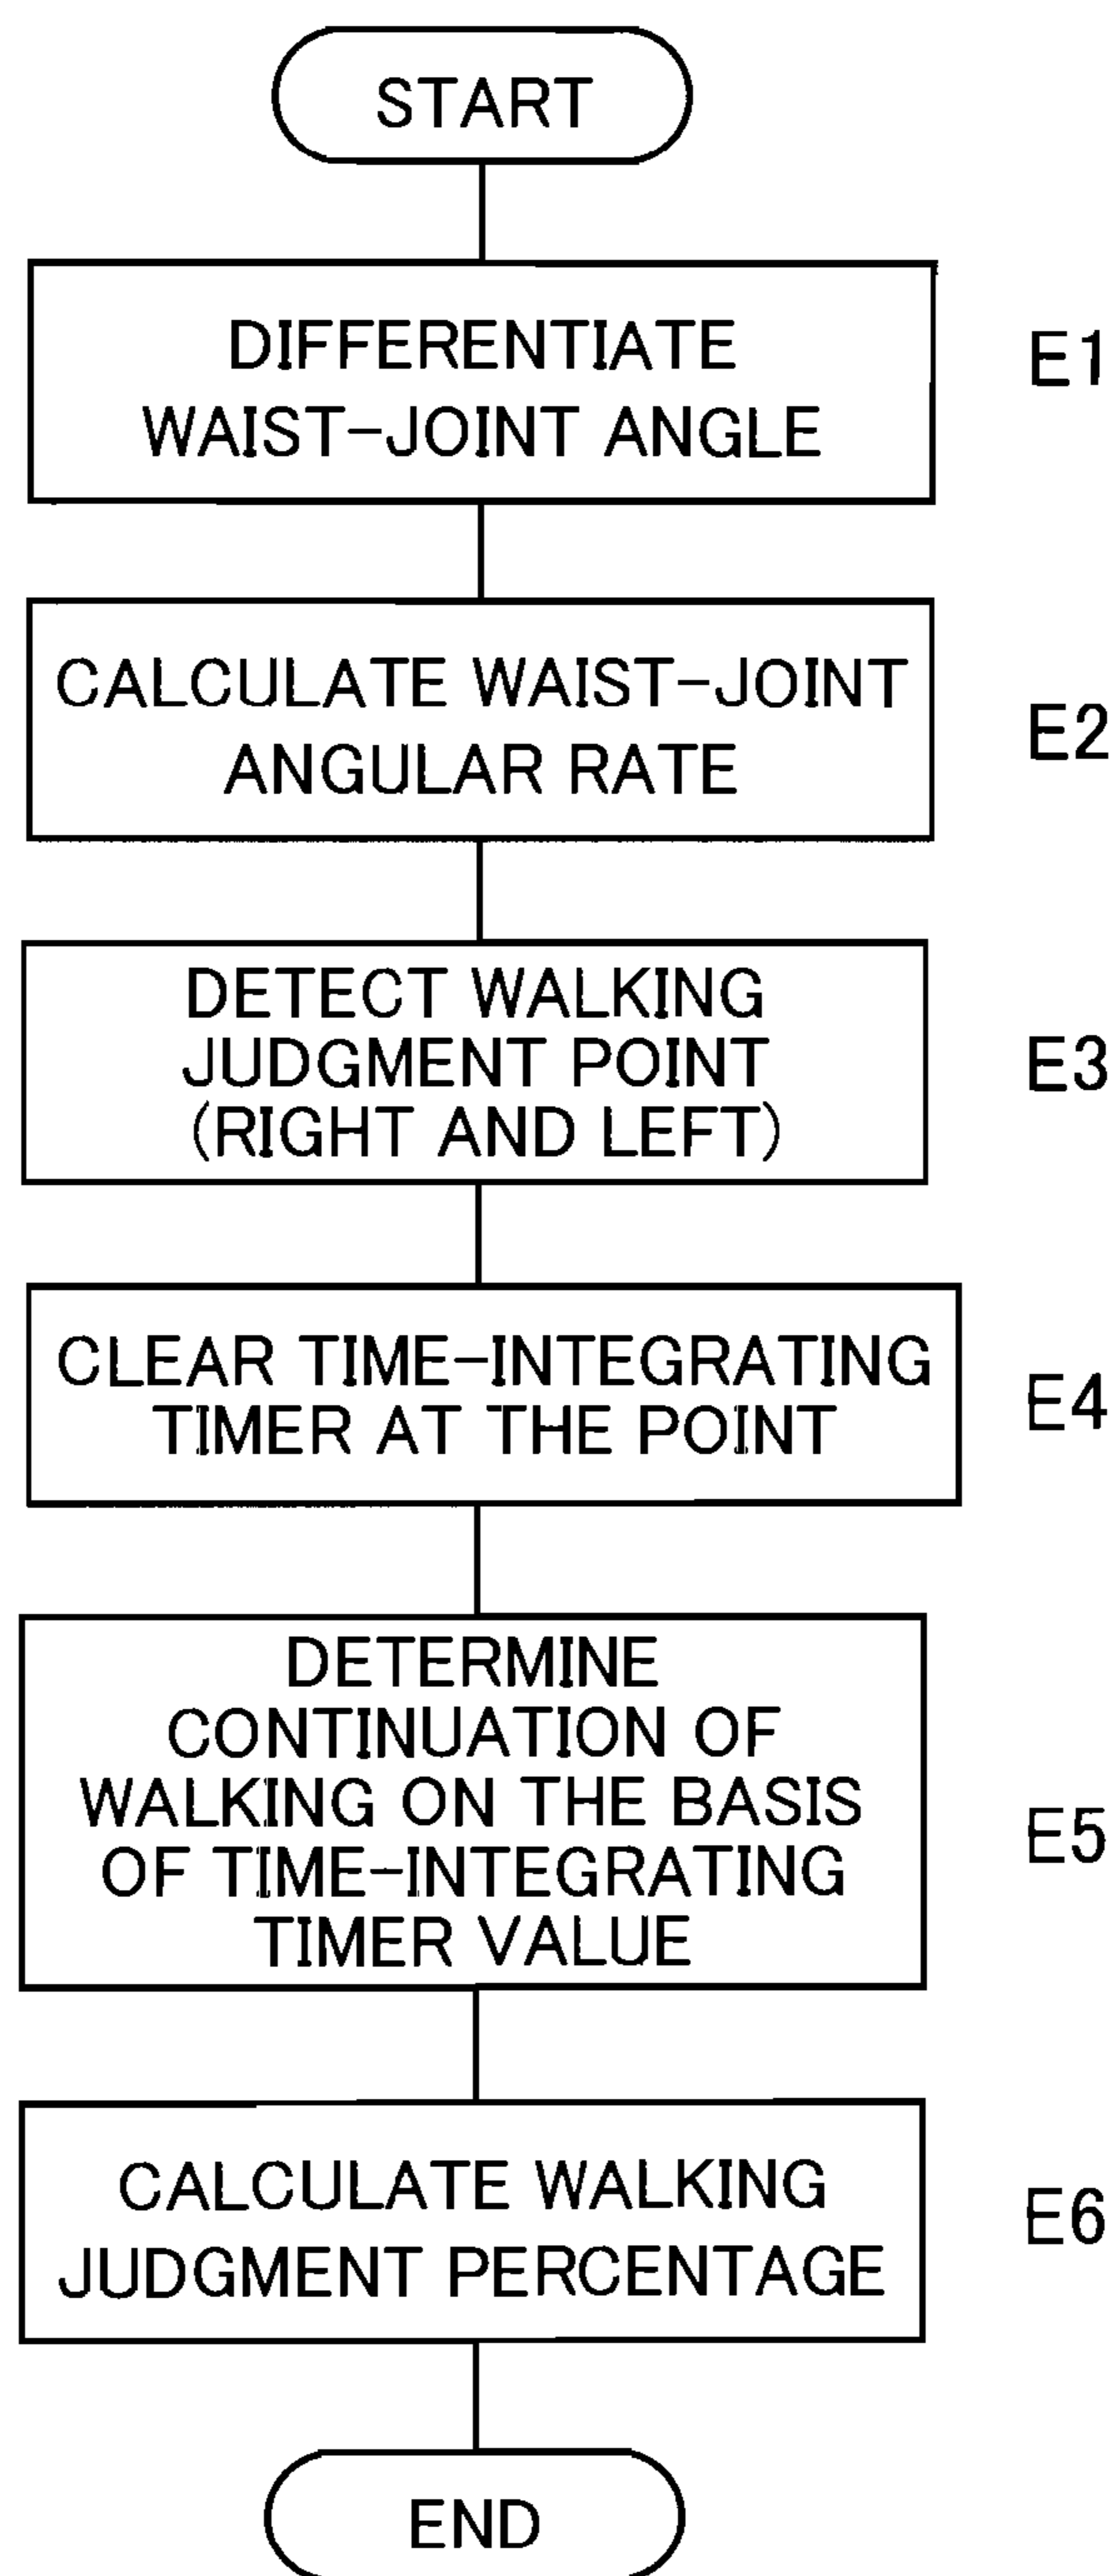 START
DIFFERENTIATE
WAIST-JOINT ANGLE
E1
CALCULATE WAIST-JOINT
ANGULAR RATE
E2
DETECT WALKING
JUDGMENT POINT
(RIGHT AND LEFT)
E3
CLEAR TIME-INTEGRATING
TIMER AT THE POINT
E4
DETERMINE
CONTINUATION OF
WALKING ON THE BASIS
OF TIME-INTEGRATING
TIMER VALUE
E5
CALCULATE WALKING
JUDGMENT PERCENTAGE
E6
END